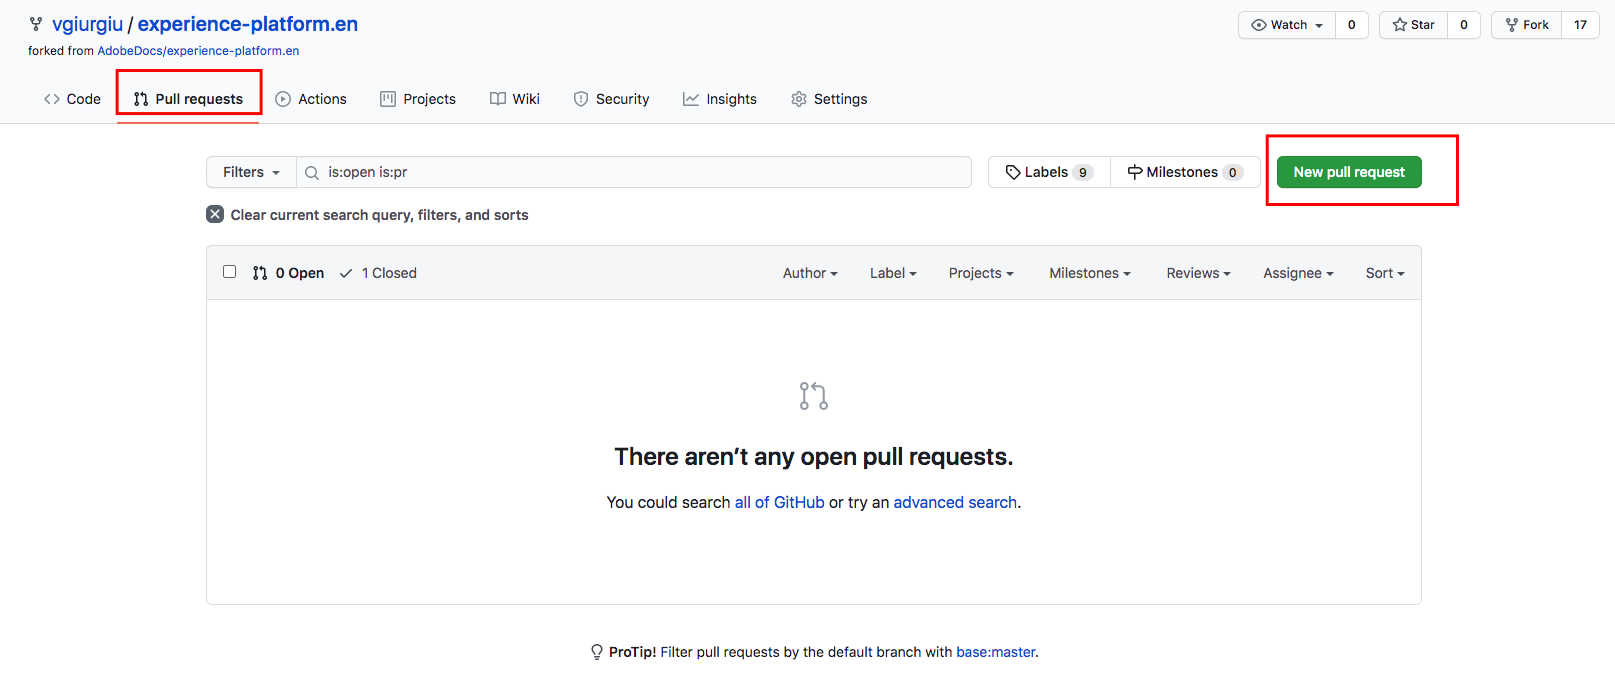 vgiurgiu / experience-platform.en
Watch 0 Star 0 Fork 17
forked from AdobeDocs/experience-platform.en
Code Pull requests Actions Projects Wiki Security Insights Settings
Filters is:open is:pr Labels 9 Milestones 0 New pull request
Clear current search query, filters, and sorts
0 Open 1 Closed Author Label Projects Milestones Reviews Assignee Sort
There aren’t any open pull requests.
You could search all of GitHub or try an advanced search.
ProTip! Filter pull requests by the default branch with base:master.